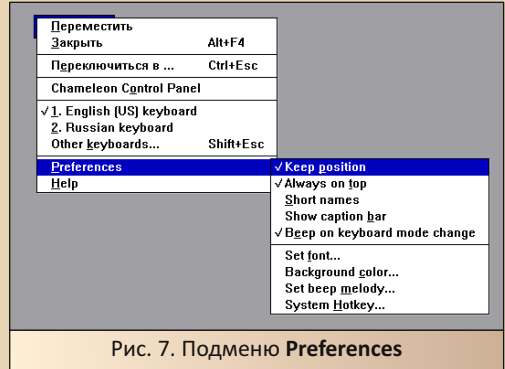 Переместить
Закрыть Alt+F4
Переключиться в ... Ctrl+Esc
Chameleon Control Panel
√ 1. English (US) keyboard
2. Russian keyboard
Other keyboards... Shift+Esc
Preferences
Help
√ Keep position
√ Always on top
Short names
Show caption bar
√ Beep on keyboard mode change
Set font...
Background color...
Set beep melody...
System Hotkey...
Рис. 7. Подменю Preferences